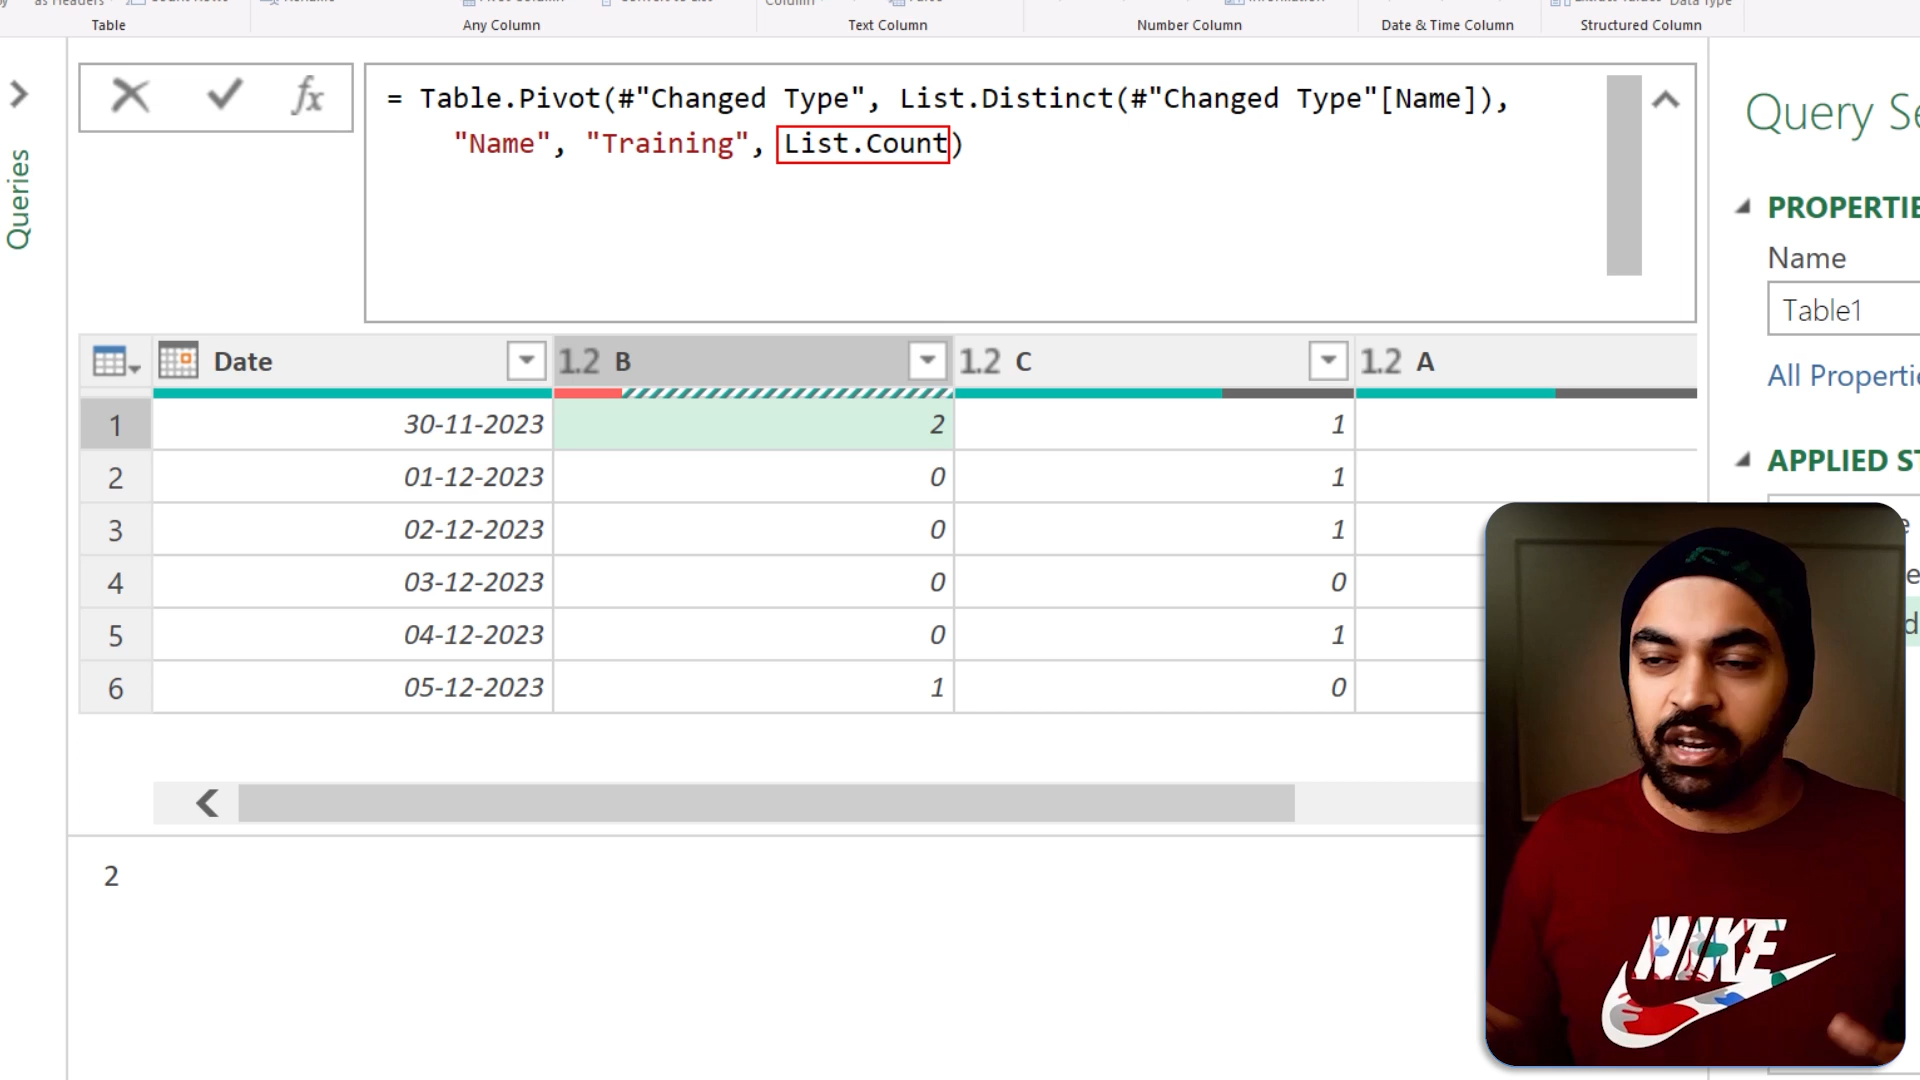 Table
Any Column
Text Column
Number Column
Date & Time Column
Structured Column
Queries
fx
= Table.Pivot(#"Changed Type", List.Distinct(#"Changed Type"[Name]),
"Name", "Training", List.Count)
Date 1.2 B 1.2 C 1.2 A
1 30-11-2023 2 1
2 01-12-2023 0 1
3 02-12-2023 0 1
4 03-12-2023 0 0
5 04-12-2023 0 1
6 05-12-2023 1 0
2
Query
PROPERTIE
Name
Table1
All Properti
APPLIED ST
NIKE